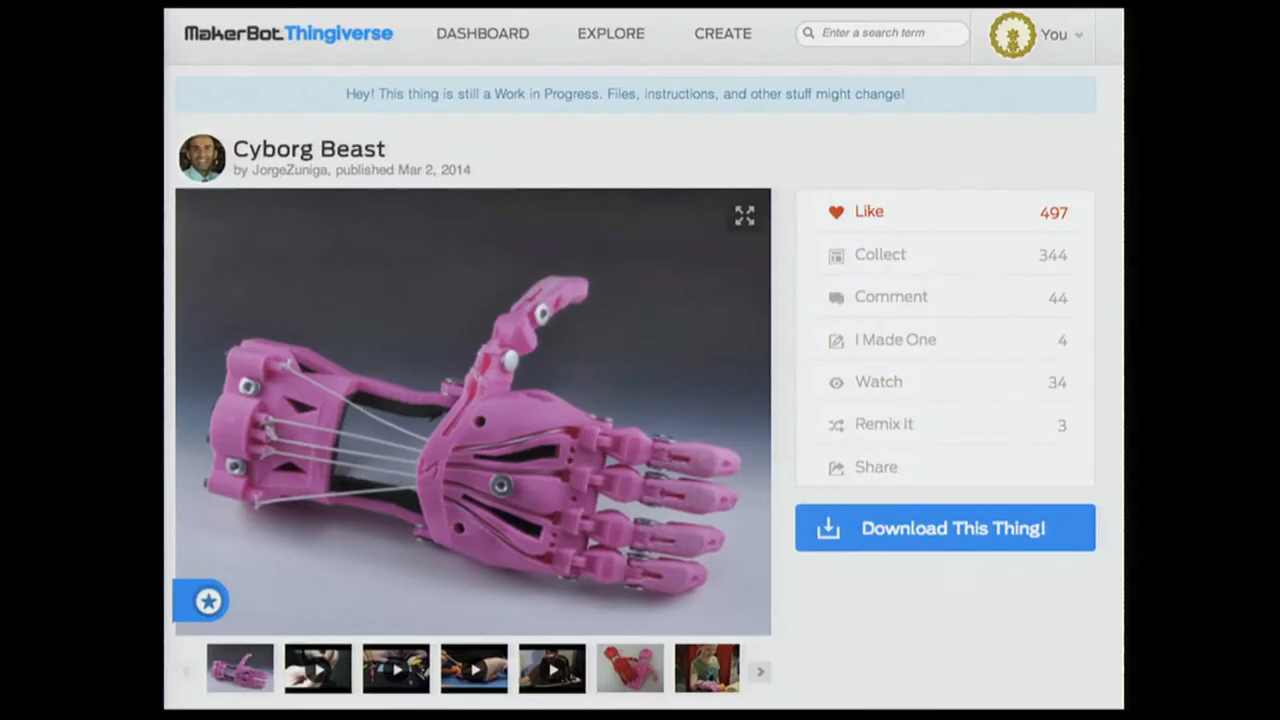 MakerBot Thingiverse DASHBOARD EXPLORE CREATE Enter a search term You
Hey! This thing is still a Work in Progress. Files, instructions, and other stuff might change!
Cyborg Beast
by JorgeZuniga, published Mar 2, 2014
Like 497
Collect 344
Comment 44
I Made One 4
Watch 34
Remix It 3
Share
Download This Thing!